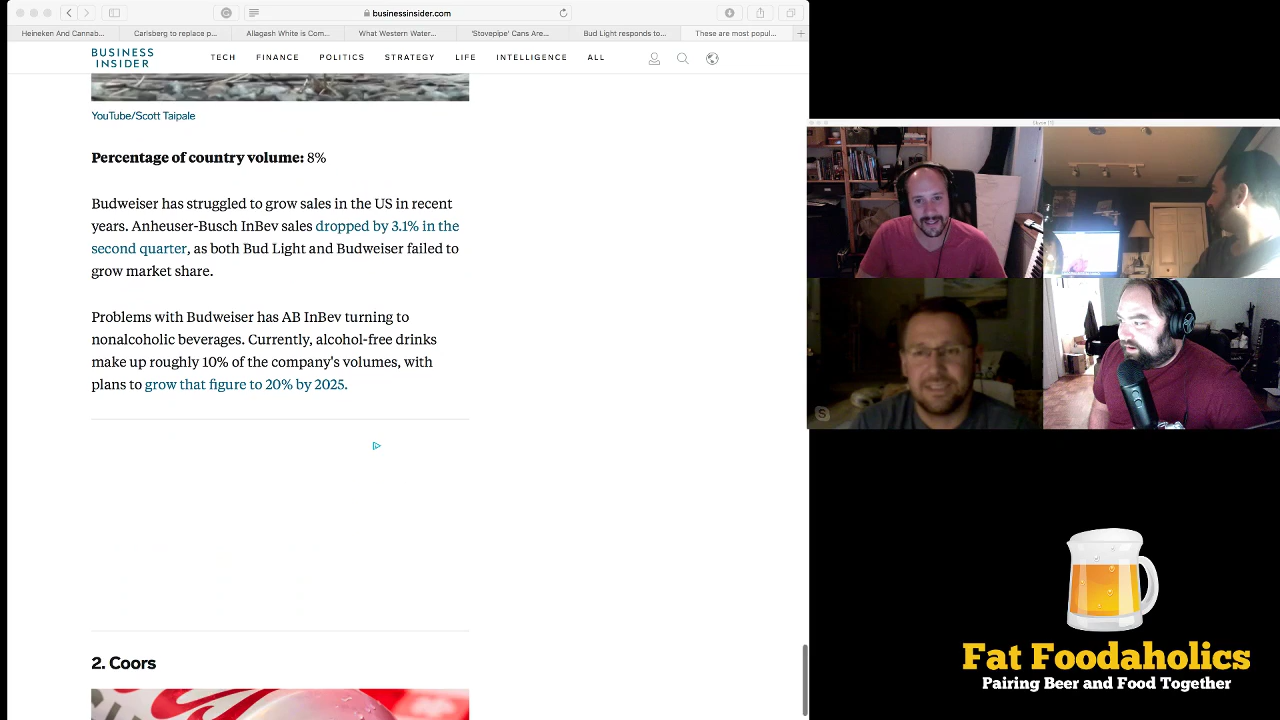 businessinsider.com
Heineken And Cannab...
Carlsberg to replace p...
Allagash White is Com...
What Western Water...
'Stovepipe' Cans Are...
Bud Light responds to...
These are most popul...
BUSINESS
INSIDER
TECH
FINANCE
POLITICS
STRATEGY
LIFE
INTELLIGENCE
ALL
YouTube/Scott Taipale
Percentage of country volume: 8%
Budweiser has struggled to grow sales in the US in recent
years. Anheuser-Busch InBev sales dropped by 3.1% in the
second quarter, as both Bud Light and Budweiser failed to
grow market share.
Problems with Budweiser has AB InBev turning to
nonalcoholic beverages. Currently, alcohol-free drinks
make up roughly 10% of the company's volumes, with
plans to grow that figure to 20% by 2025.
2. Coors
Fat Foodaholics
Pairing Beer and Food Together